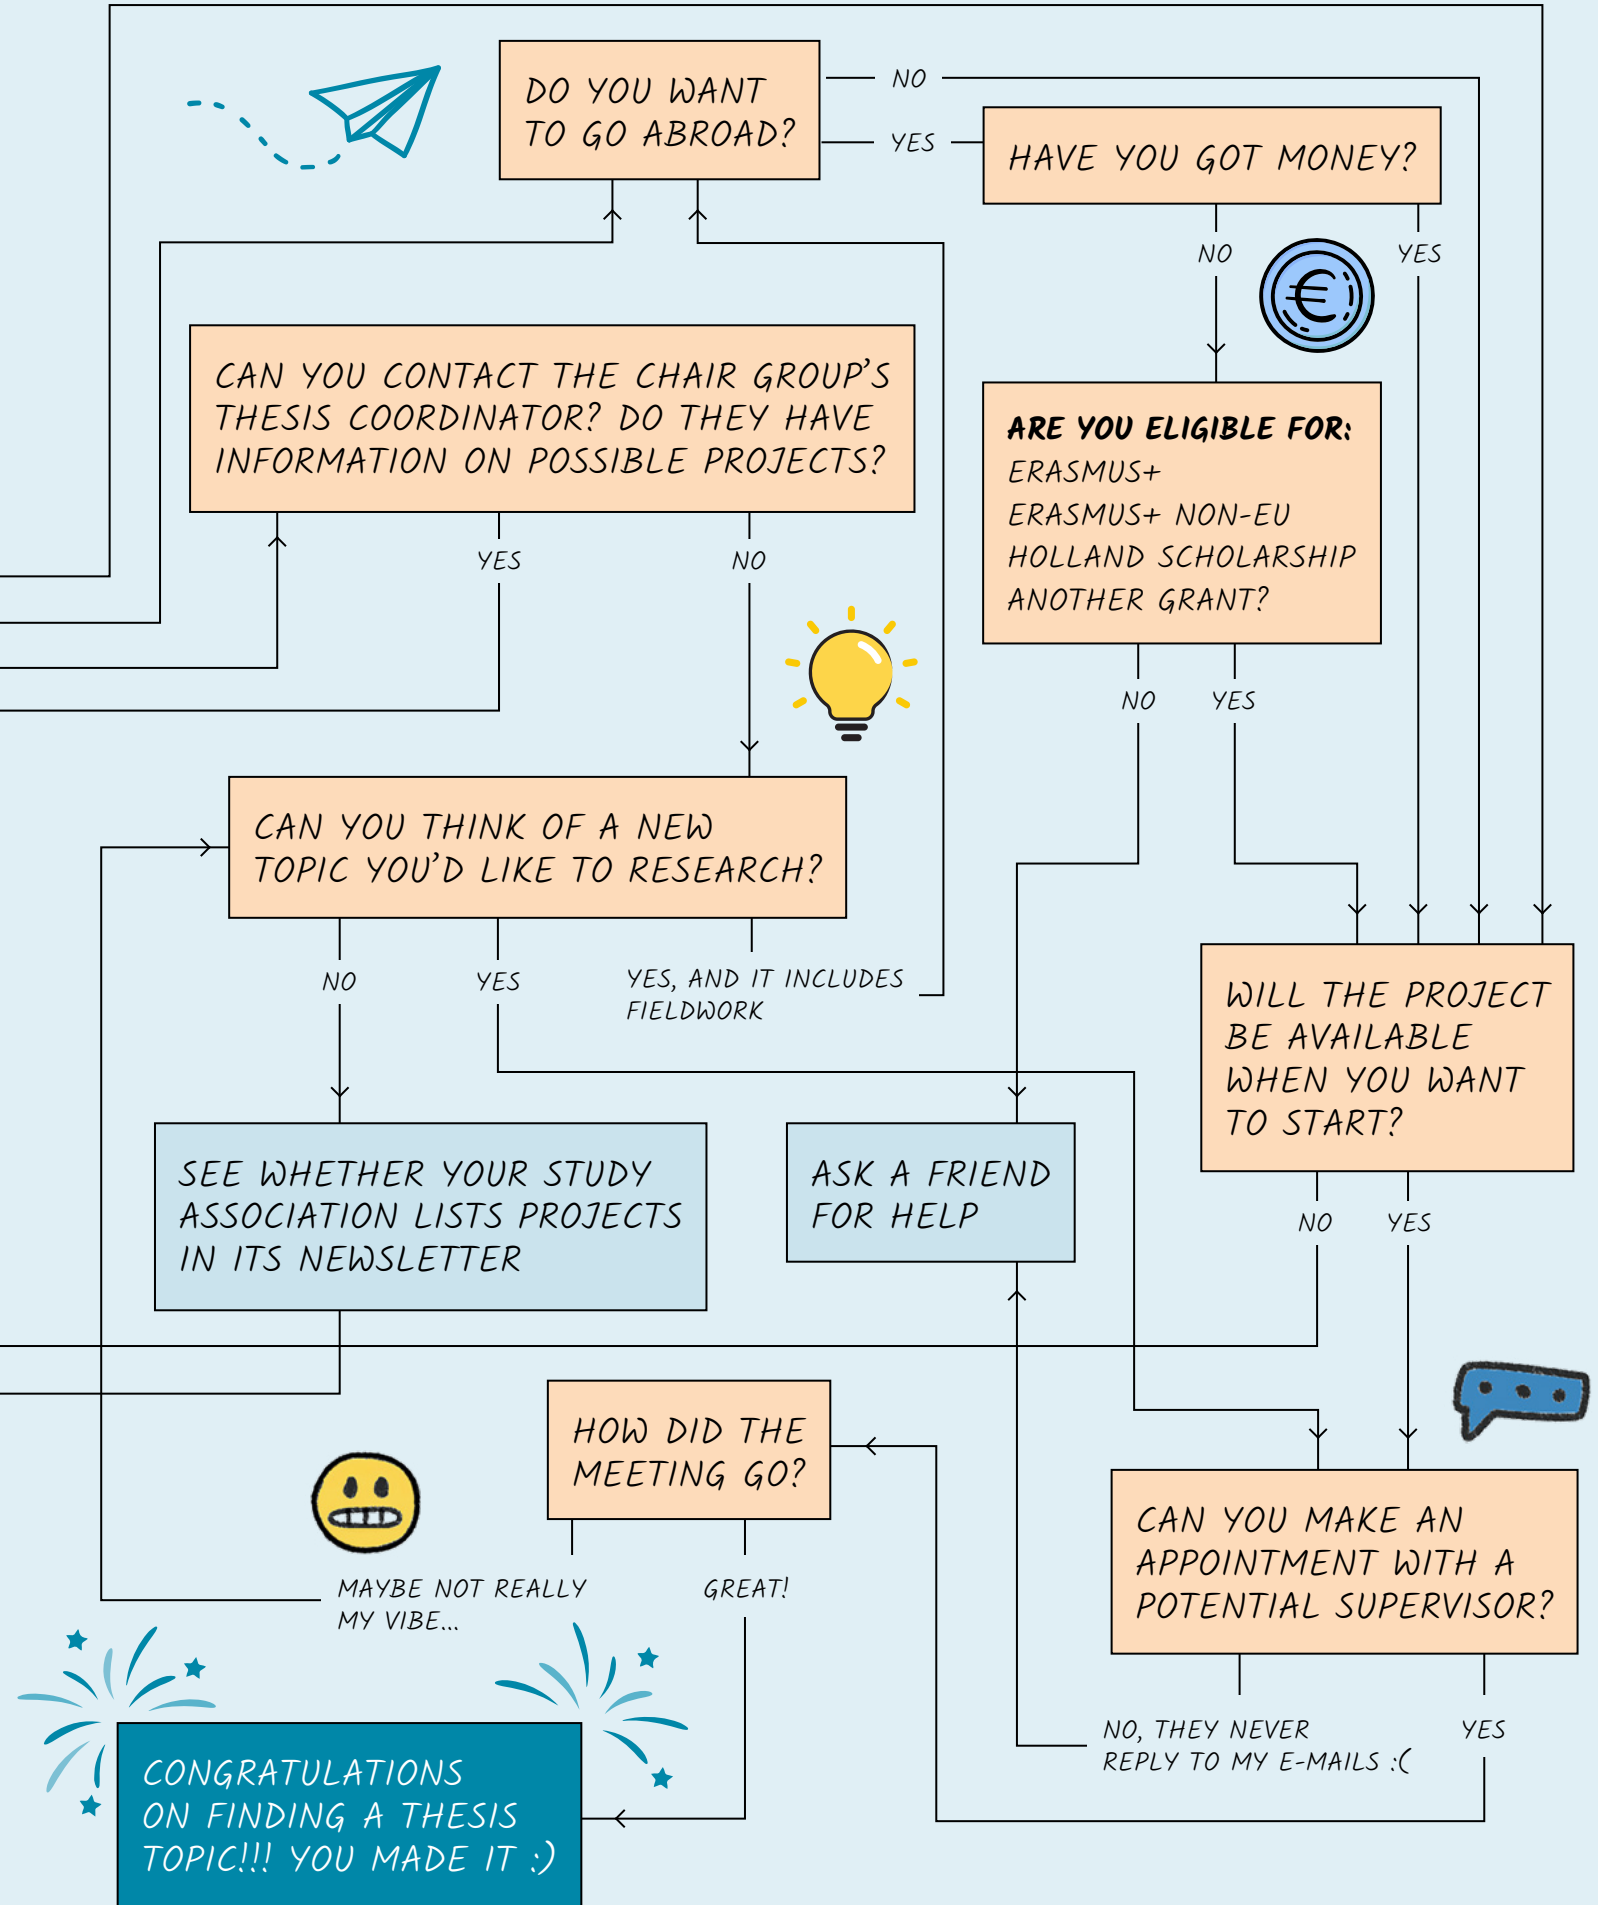 DO YOU WANT
TO GO ABROAD?
NO
YES
HAVE YOU GOT MONEY?
NO
YES
CAN YOU CONTACT THE CHAIR GROUP'S
THESIS COORDINATOR? DO THEY HAVE
INFORMATION ON POSSIBLE PROJECTS?
YES
NO
ARE YOU ELIGIBLE FOR:
ERASMUS+
ERASMUS+ NON-EU
HOLLAND SCHOLARSHIP
ANOTHER GRANT?
NO
YES
CAN YOU THINK OF A NEW
TOPIC YOU'D LIKE TO RESEARCH?
NO
YES
YES, AND IT INCLUDES
FIELDWORK
WILL THE PROJECT
BE AVAILABLE
WHEN YOU WANT
TO START?
NO
YES
SEE WHETHER YOUR STUDY
ASSOCIATION LISTS PROJECTS
IN ITS NEWSLETTER
ASK A FRIEND
FOR HELP
HOW DID THE
MEETING GO?
MAYBE NOT REALLY
MY VIBE...
GREAT!
CAN YOU MAKE AN
APPOINTMENT WITH A
POTENTIAL SUPERVISOR?
NO, THEY NEVER
REPLY TO MY E-MAILS :(
YES
CONGRATULATIONS
ON FINDING A THESIS
TOPIC!!! YOU MADE IT :)